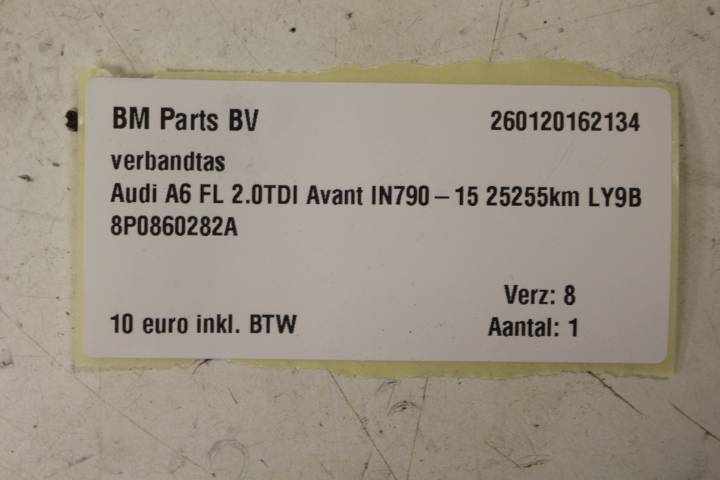 BM Parts BV 260120162134
verbandtas
Audi A6 FL 2.0TDI Avant IN790 – 15 25255km LY9B
8P0860282A
Verz: 8
10 euro inkl. BTW Aantal: 1